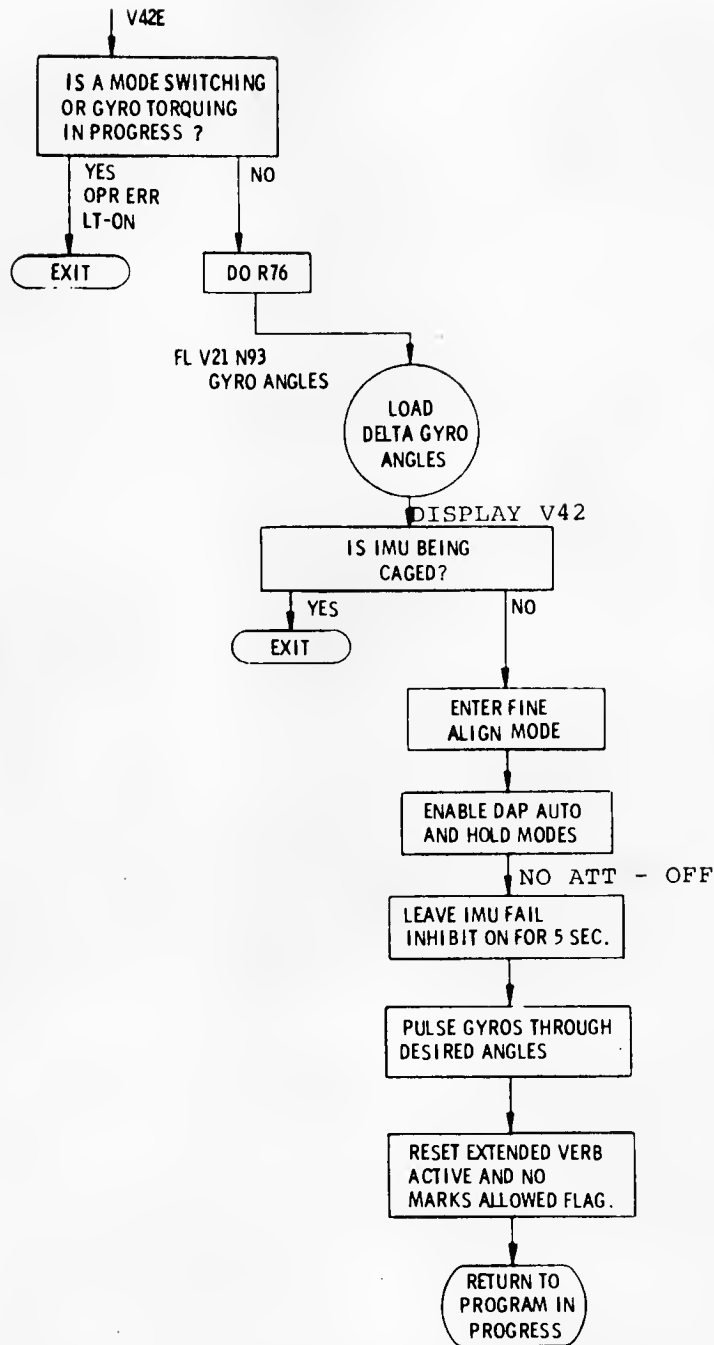 V42E
IS A MODE SWITCHING
OR GYRO TORQUING
IN PROGRESS ?
YES
OPR ERR
LT-ON
NO
EXIT
DO R76
FL V21 N93
GYRO ANGLES
LOAD
DELTA GYRO
ANGLES
DISPLAY V42
IS IMU BEING
CAGED?
YES
NO
EXIT
ENTER FINE
ALIGN MODE
ENABLE DAP AUTO
AND HOLD MODES
NO ATT - OFF
LEAVE IMU FAIL
INHIBIT ON FOR 5 SEC.
PULSE GYROS THROUGH
DESIRED ANGLES
RESET EXTENDED VERB
ACTIVE AND NO
MARKS ALLOWED FLAG.
RETURN TO
PROGRAM IN
PROGRESS